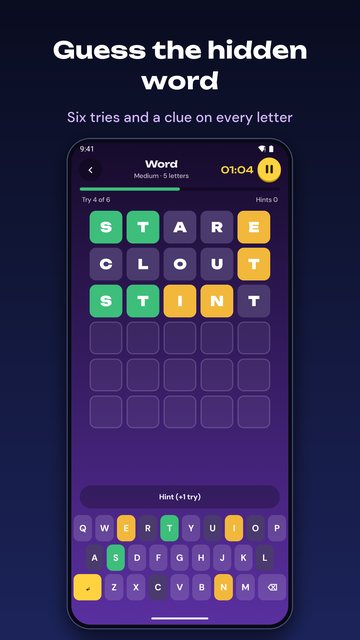 Guess the hidden
word
Six tries and a clue on every letter
9:41
Word
Medium · 5 letters
01:04
Try 4 of 6
Hints 0
S T A R E
C L O U T
S T I N T
Hint (+1 try)
Q W E R T Y U I O P
A S D F G H J K L
Z X C V B N M